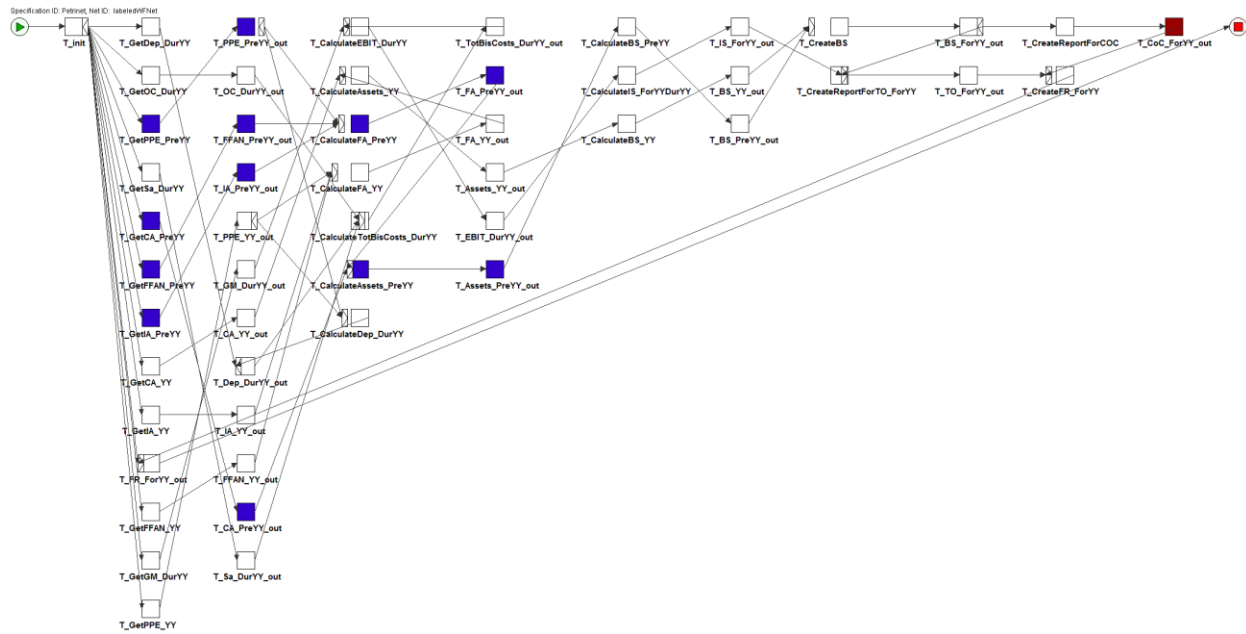 Specification ID: Petrinet, Net ID: labeledWFNet
T_init
T_GetDep_DurYY
T_PPE_PreYY_out
T_CalculateEBIT_DurYY
T_TotBisCosts_DurYY_out
T_CalculateBS_PreYY
T_IS_ForYY_out
T_CreateBS
T_BS_ForYY_out
T_CreateReportForCOC
T_CoC_ForYY_out
T_GetOC_DurYY
T_OC_DurYY_out
T_CalculateAssets_YY
T_FA_PreYY_out
T_CalculateIS_ForYYDurYY
T_BS_YY_out
T_CreateReportForTO_ForYY
T_TO_ForYY_out
T_CreateFR_ForYY
T_GetPPE_PreYY
T_FFAN_PreYY_out
T_CalculateFA_PreYY
T_FA_YY_out
T_CalculateBS_YY
T_BS_PreYY_out
T_GetSa_DurYY
T_IA_PreYY_out
T_CalculateFA_YY
T_Assets_YY_out
T_GetCA_PreYY
T_PPE_YY_out
T_CalculateTotBisCosts_DurYY
T_EBIT_DurYY_out
T_GetFFAN_PreYY
T_GM_DurYY_out
T_CalculateAssets_PreYY
T_Assets_PreYY_out
T_GetIA_PreYY
T_CA_YY_out
T_CalculateDep_DurYY
T_GetCA_YY
T_Dep_DurYY_out
T_GetIA_YY
T_IA_YY_out
T_FR_ForYY_out
T_FFAN_YY_out
T_GetFFAN_YY
T_CA_PreYY_out
T_GetGM_DurYY
T_Sa_DurYY_out
T_GetPPE_YY